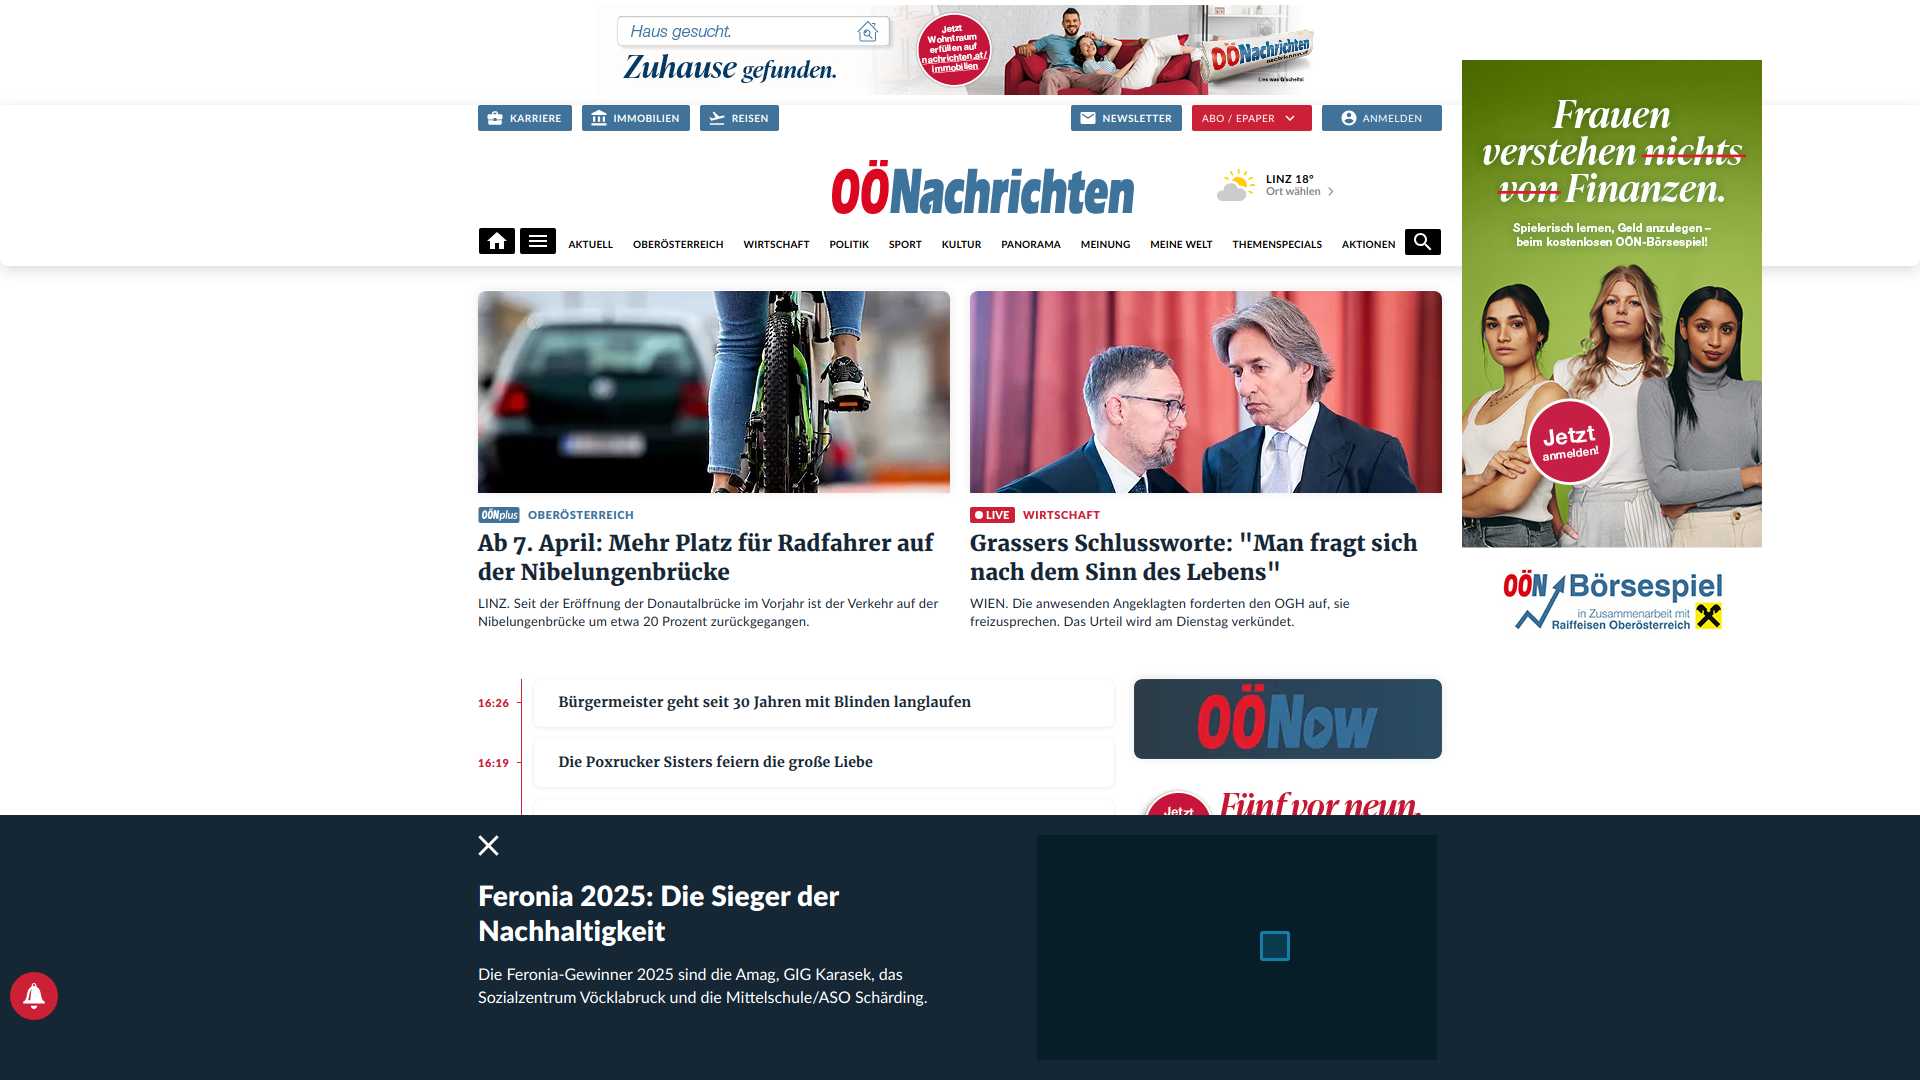 Haus gesucht.
Zuhause gefunden.
Jetzt
Wohntraum
erfüllen auf
nachrichten.at/
immobilien
OÖNachrichten
Lies was G'scheits!
KARRIERE
IMMOBILIEN
REISEN
NEWSLETTER
ABO / EPAPER
ANMELDEN
OÖNachrichten
LINZ 18°
Ort wählen
AKTUELL
OBERÖSTERREICH
WIRTSCHAFT
POLITIK
SPORT
KULTUR
PANORAMA
MEINUNG
MEINE WELT
THEMENSPECIALS
AKTIONEN
Frauen
verstehen nichts
von Finanzen.
Spielerisch lernen, Geld anzulegen –
beim kostenlosen OÖN-Börsespiel!
Jetzt
anmelden!
OÖN Börsespiel
in Zusammenarbeit mit
Raiffeisen Oberösterreich
OÖNplus OBERÖSTERREICH
Ab 7. April: Mehr Platz für Radfahrer auf
der Nibelungenbrücke
LINZ. Seit der Eröffnung der Donautalbrücke im Vorjahr ist der Verkehr auf der
Nibelungenbrücke um etwa 20 Prozent zurückgegangen.
LIVE WIRTSCHAFT
Grassers Schlussworte: "Man fragt sich
nach dem Sinn des Lebens"
WIEN. Die anwesenden Angeklagten forderten den OGH auf, sie
freizusprechen. Das Urteil wird am Dienstag verkündet.
16:26 Bürgermeister geht seit 30 Jahren mit Blinden langlaufen
16:19 Die Poxrucker Sisters feiern die große Liebe
OÖNow
Jetzt
Fünf vor neun.
Feronia 2025: Die Sieger der
Nachhaltigkeit
Die Feronia-Gewinner 2025 sind die Amag, GIG Karasek, das
Sozialzentrum Vöcklabruck und die Mittelschule/ASO Schärding.